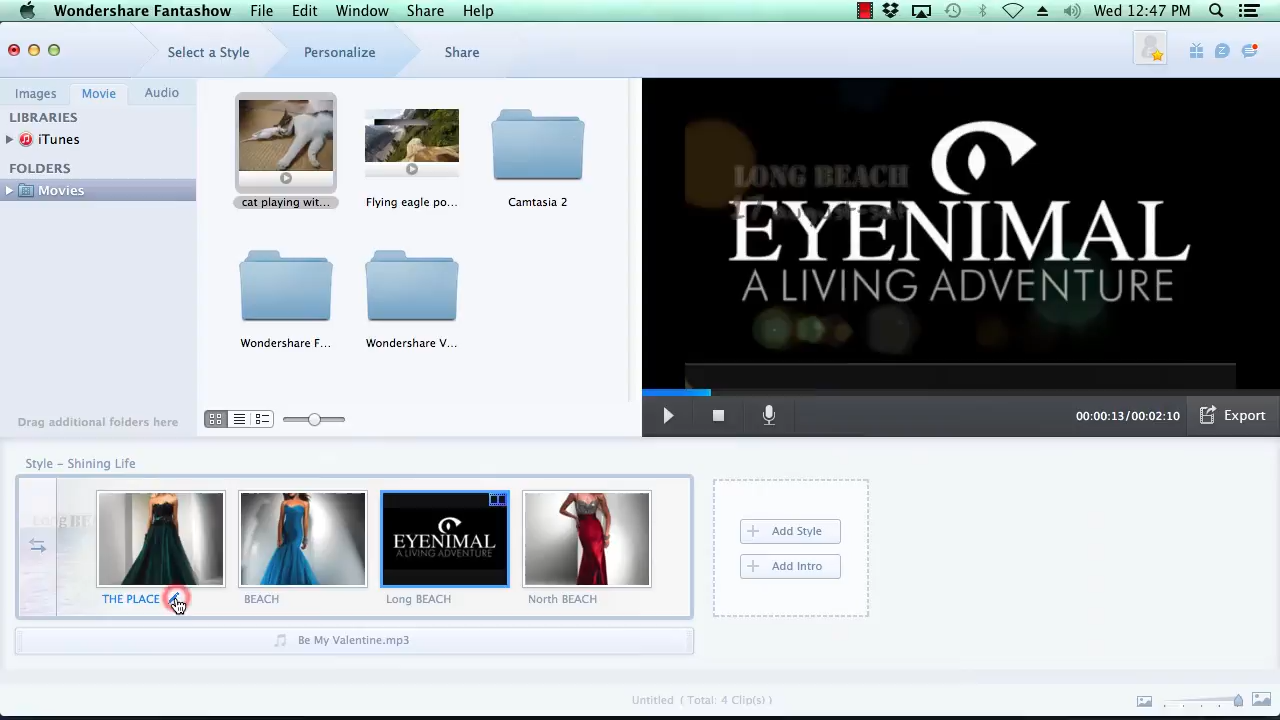 Wondershare Fantashow File Edit Window Share Help Wed 12:47 PM
Select a Style Personalize Share
Images Movie Audio
LIBRARIES
iTunes
FOLDERS
Movies
Drag additional folders here
cat playing wit... Flying eagle po... Camtasia 2
Wondershare F... Wondershare V...
LONG BEACH
EYENIMAL
A LIVING ADVENTURE
00:00:13/00:02:10 Export
Style – Shining Life
Long BE
EYENIMAL
A LIVING ADVENTURE
THE PLACE BEACH Long BEACH North BEACH
Add Style
Add Intro
Be My Valentine.mp3
Untitled ( Total: 4 Clip(s) )